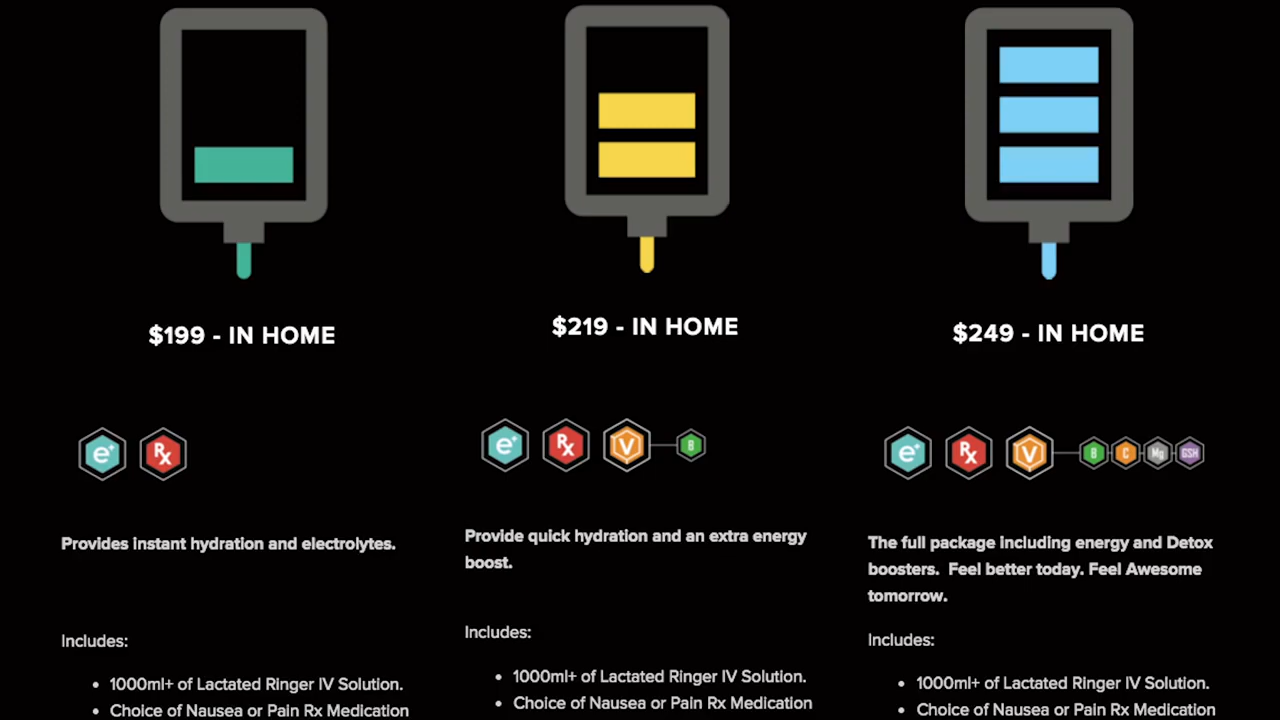 $199 - IN HOME
e+ Rx
Provides instant hydration and electrolytes.
Includes:
• 1000ml+ of Lactated Ringer IV Solution.
• Choice of Nausea or Pain Rx Medication
$219 - IN HOME
e+ Rx V B
Provide quick hydration and an extra energy
boost.
Includes:
• 1000ml+ of Lactated Ringer IV Solution.
• Choice of Nausea or Pain Rx Medication
$249 - IN HOME
e+ Rx V B C Mg GSH
The full package including energy and Detox
boosters. Feel better today. Feel Awesome
tomorrow.
Includes:
• 1000ml+ of Lactated Ringer IV Solution.
• Choice of Nausea or Pain Rx Medication